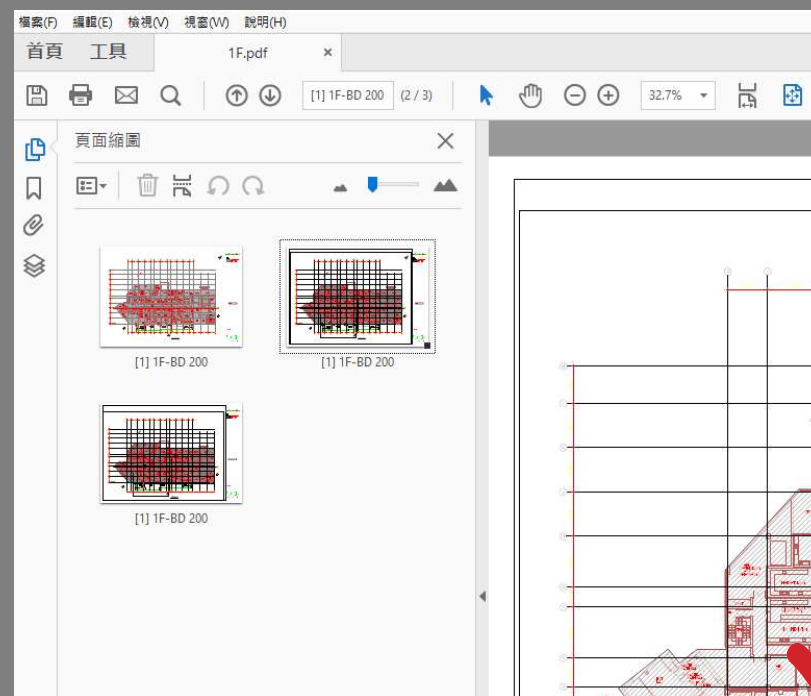 檔案(F) 編輯(E) 檢視(V) 視窗(W) 說明(H)
首頁 工具 1F.pdf ×
[1] 1F-BD 200 (2 / 3) 32.7%
頁面縮圖
[1] 1F-BD 200 [1] 1F-BD 200
[1] 1F-BD 200